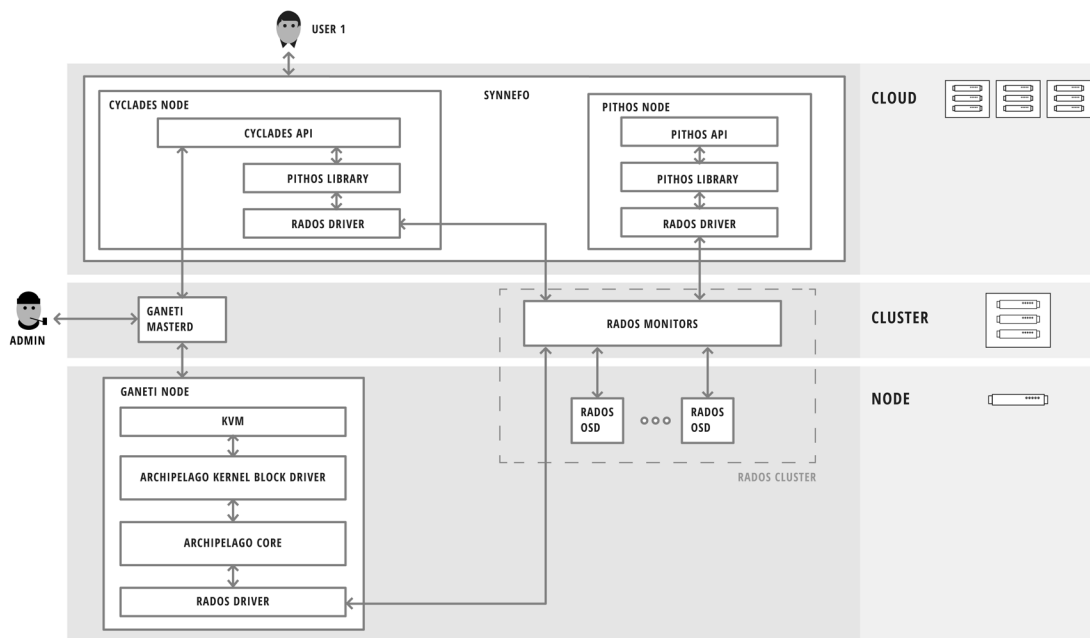 USER 1
SYNNEFO
CYCLADES NODE
CYCLADES API
PITHOS LIBRARY
RADOS DRIVER
PITHOS NODE
PITHOS API
PITHOS LIBRARY
RADOS DRIVER
CLOUD
ADMIN
GANETI
MASTERD
RADOS MONITORS
CLUSTER
GANETI NODE
KVM
ARCHIPELAGO KERNEL BLOCK DRIVER
ARCHIPELAGO CORE
RADOS DRIVER
RADOS
OSD
RADOS
OSD
RADOS CLUSTER
NODE